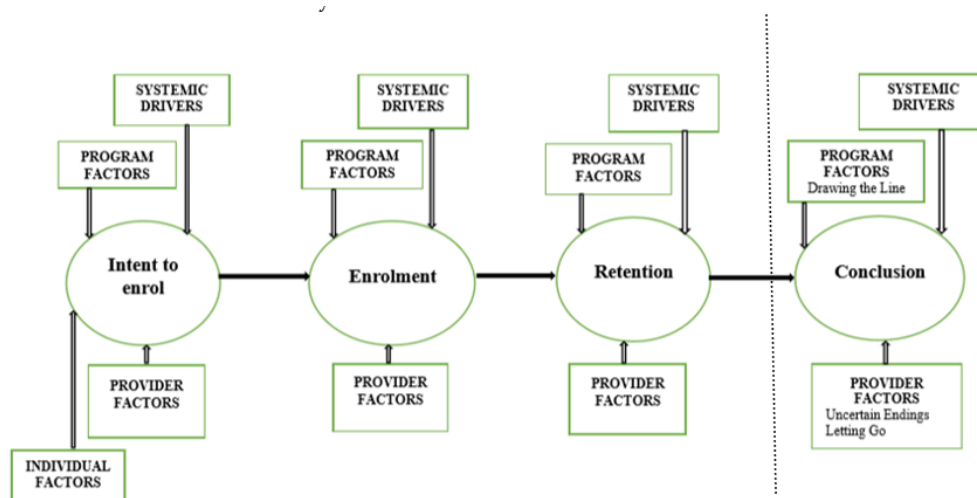 SYSTEMIC
DRIVERS
PROGRAM
FACTORS
Intent to
enrol
PROVIDER
FACTORS
INDIVIDUAL
FACTORS
SYSTEMIC
DRIVERS
PROGRAM
FACTORS
Enrolment
PROVIDER
FACTORS
SYSTEMIC
DRIVERS
PROGRAM
FACTORS
Retention
PROVIDER
FACTORS
SYSTEMIC
DRIVERS
PROGRAM
FACTORS
Drawing the Line
Conclusion
PROVIDER
FACTORS
Uncertain Endings
Letting Go